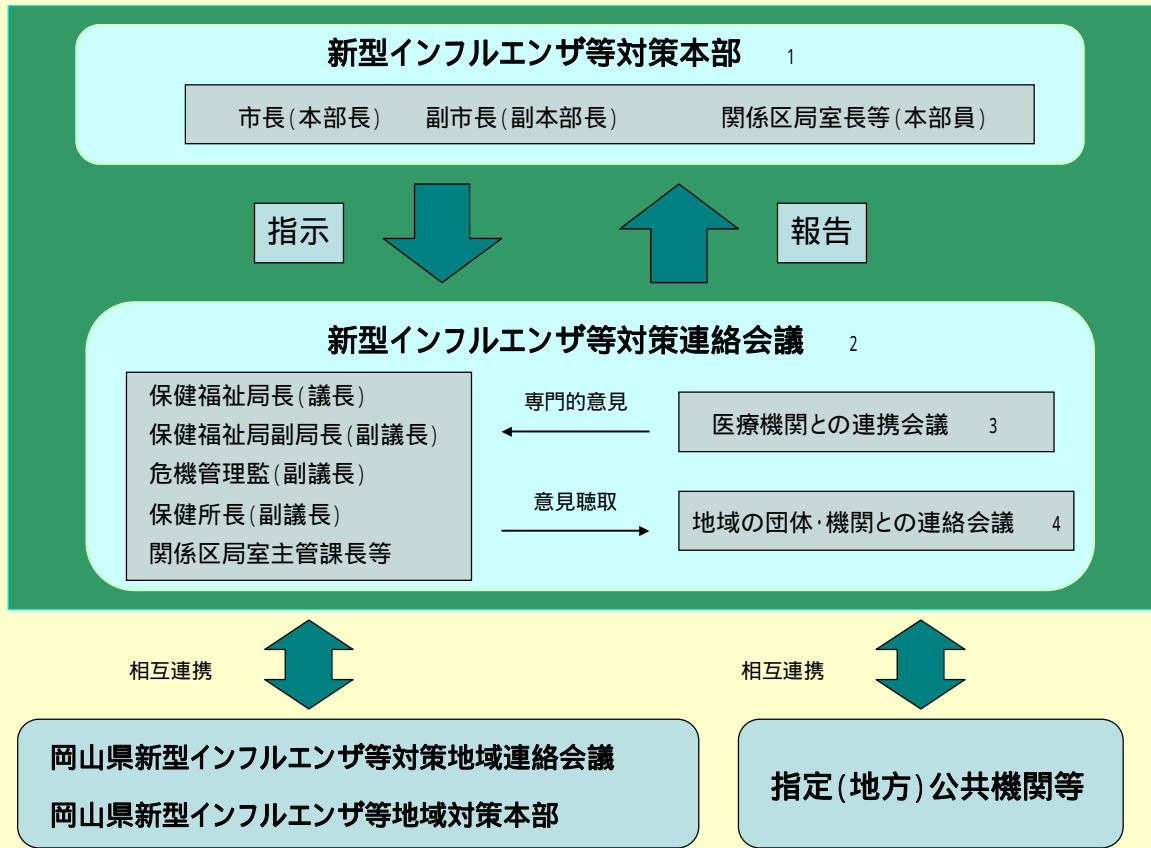 新型インフルエンザ等対策本部 1
市長(本部長) 副市長(副本部長) 関係区局室長等(本部員)
指示
報告
新型インフルエンザ等対策連絡会議 2
保健福祉局長(議長)
保健福祉局副局長(副議長)
危機管理監(副議長)
保健所長(副議長)
関係区局室主管課長等
専門的意見
医療機関との連携会議 3
意見聴取
地域の団体・機関との連絡会議 4
相互連携
相互連携
岡山県新型インフルエンザ等対策地域連絡会議
岡山県新型インフルエンザ等地域対策本部
指定(地方)公共機関等